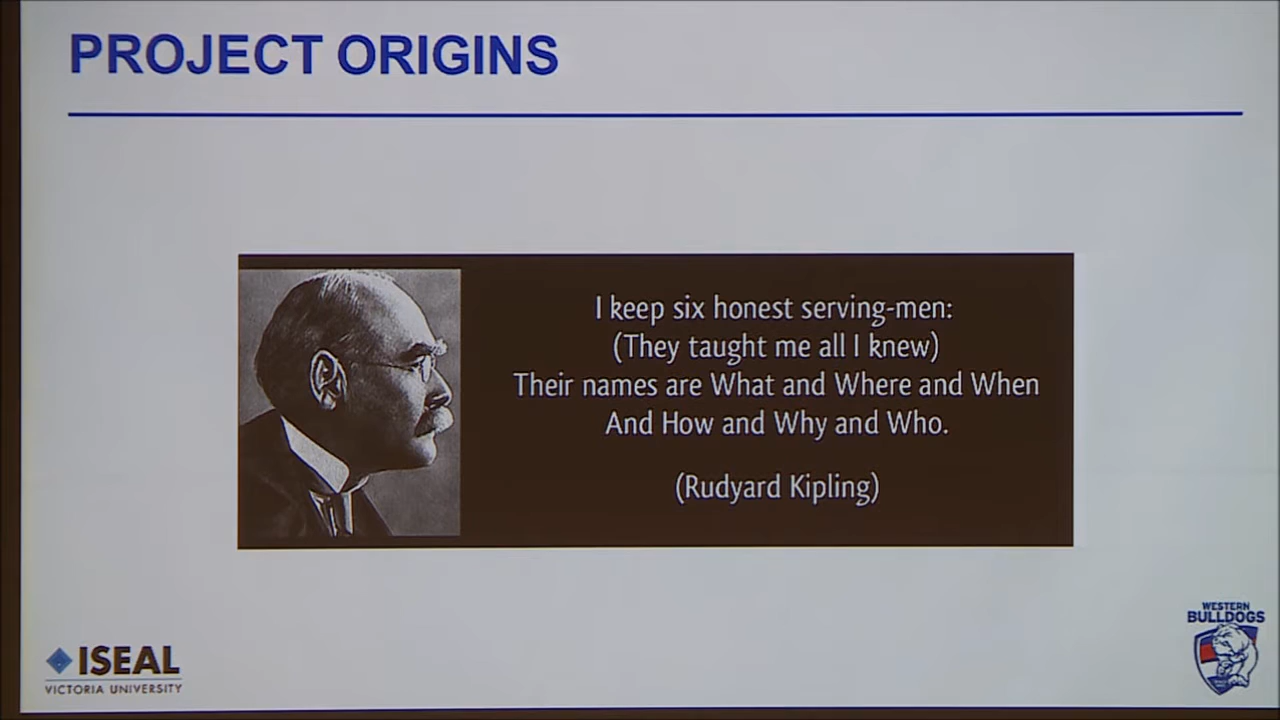 PROJECT ORIGINS
I keep six honest serving-men:
(They taught me all I knew)
Their names are What and Where and When
And How and Why and Who.
(Rudyard Kipling)
ISEAL
VICTORIA UNIVERSITY
WESTERN
BULLDOGS